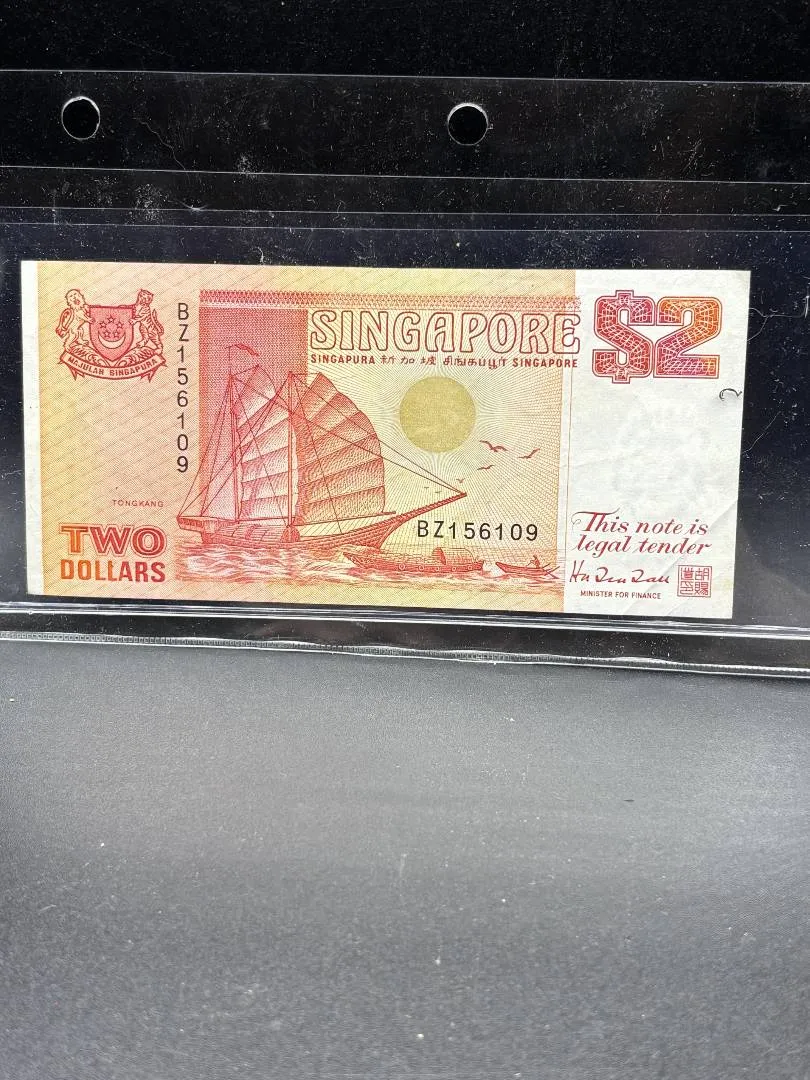 SINGAPORE
SINGAPURA 新加坡 சிங்கப்பூர் SINGAPORE
$2
MAJULAH SINGAPURA
BZ156109
TONGKANG
TWO
DOLLARS
BZ156109
This note is
legal tender
MINISTER FOR FINANCE